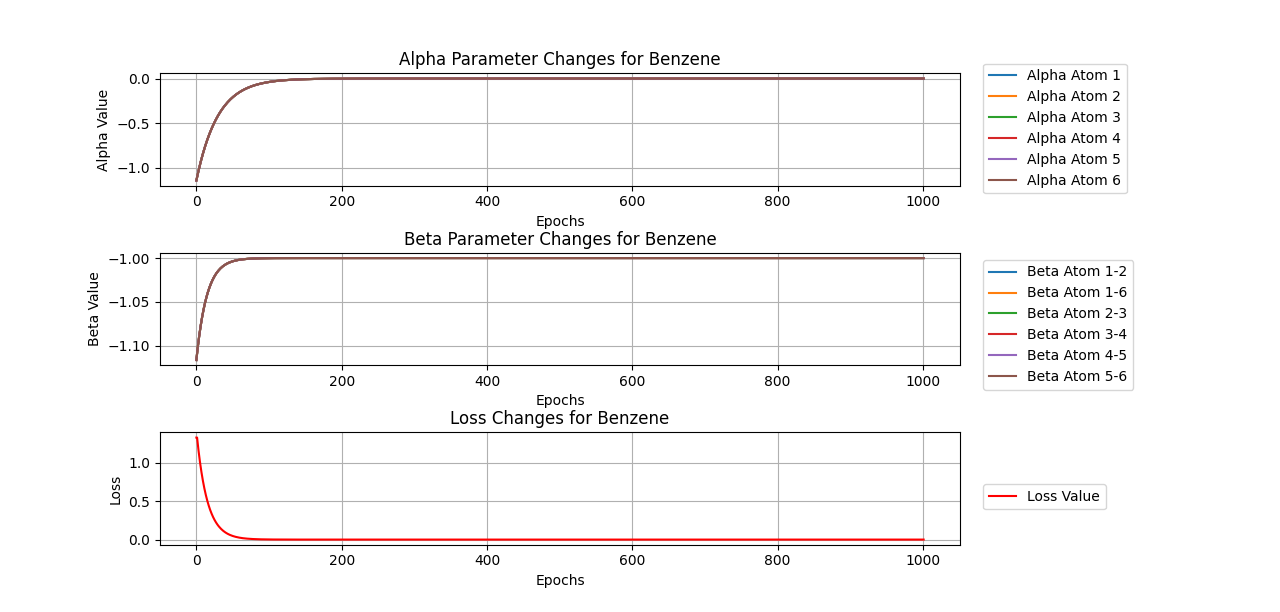 Alpha Parameter Changes for Benzene
Alpha Value
0.0
−0.5
−1.0
0 200 400 600 800 1000
Epochs
Alpha Atom 1
Alpha Atom 2
Alpha Atom 3
Alpha Atom 4
Alpha Atom 5
Alpha Atom 6
Beta Parameter Changes for Benzene
Beta Value
−1.00
−1.05
−1.10
0 200 400 600 800 1000
Epochs
Beta Atom 1-2
Beta Atom 1-6
Beta Atom 2-3
Beta Atom 3-4
Beta Atom 4-5
Beta Atom 5-6
Loss Changes for Benzene
Loss
1.0
0.5
0.0
0 200 400 600 800 1000
Epochs
Loss Value